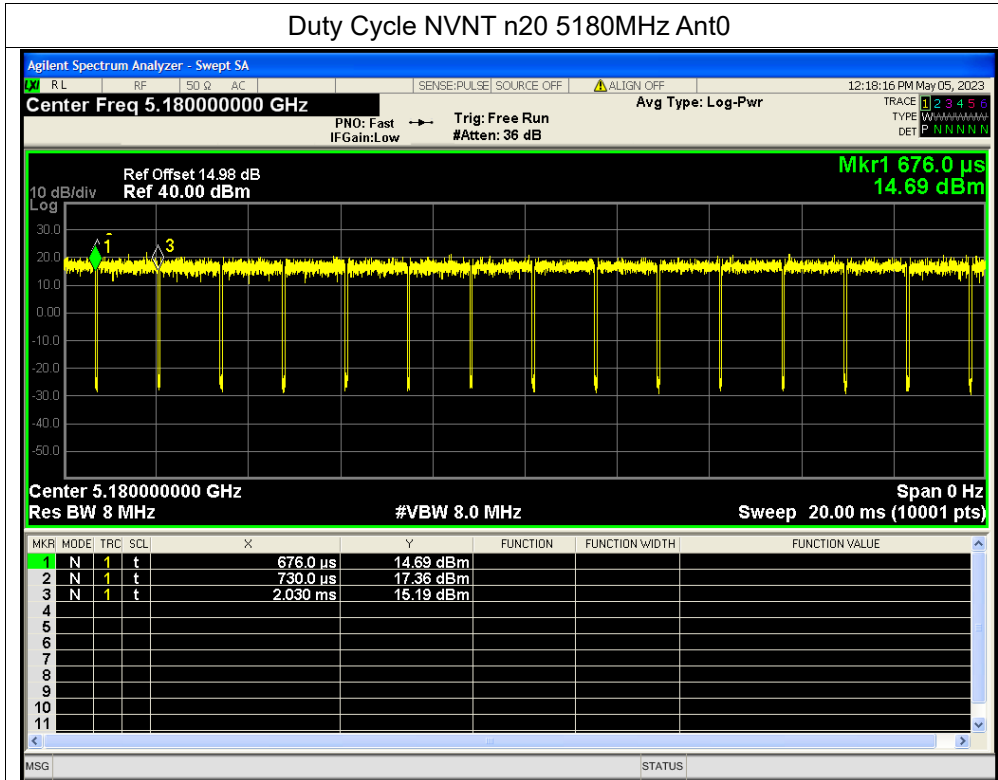 Duty Cycle NVNT n20 5180MHz Ant0
Agilent Spectrum Analyzer - Swept SA
LXI RL RF 50 Ω AC SENSE:PULSE SOURCE OFF ALIGN OFF 12:18:16 PM May 05, 2023
Center Freq 5.180000000 GHz Avg Type: Log-Pwr TRACE 1 2 3 4 5 6
PNO: Fast Trig: Free Run TYPE W
IFGain:Low #Atten: 36 dB DET P N N N N N
Mkr1 676.0 µs
14.69 dBm
Ref Offset 14.98 dB
10 dB/div Ref 40.00 dBm
Log
30.0
1 3
20.0
10.0
0.00
-10.0
-20.0
-30.0
-40.0
-50.0
Center 5.180000000 GHz Span 0 Hz
Res BW 8 MHz #VBW 8.0 MHz Sweep 20.00 ms (10001 pts)
MKR MODE TRC SCL X Y FUNCTION FUNCTION WIDTH FUNCTION VALUE
1 N 1 t 676.0 µs 14.69 dBm
2 N 1 t 730.0 µs 17.36 dBm
3 N 1 t 2.030 ms 15.19 dBm
4
5
6
7
8
9
10
11
MSG STATUS